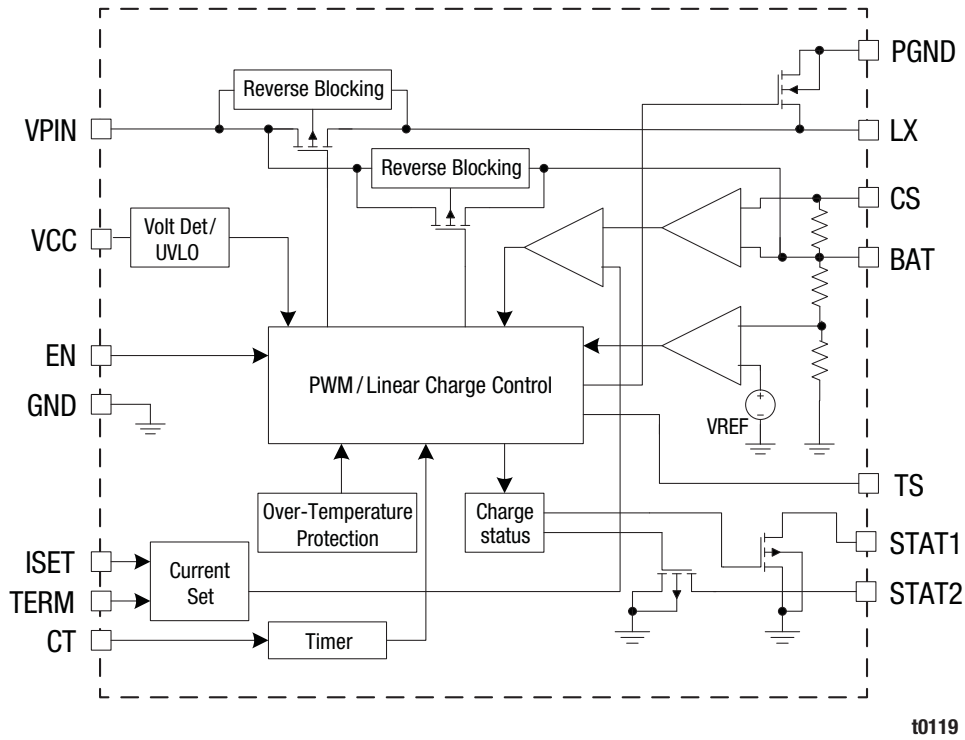 PGND
Reverse Blocking
VPIN
LX
Reverse Blocking
CS
VCC
Volt Det/
UVLO
BAT
EN
PWM/Linear Charge Control
GND
+
−
VREF
TS
Over-Temperature
Protection
Charge
status
STAT1
ISET
Current
Set
STAT2
TERM
CT
Timer
t0119